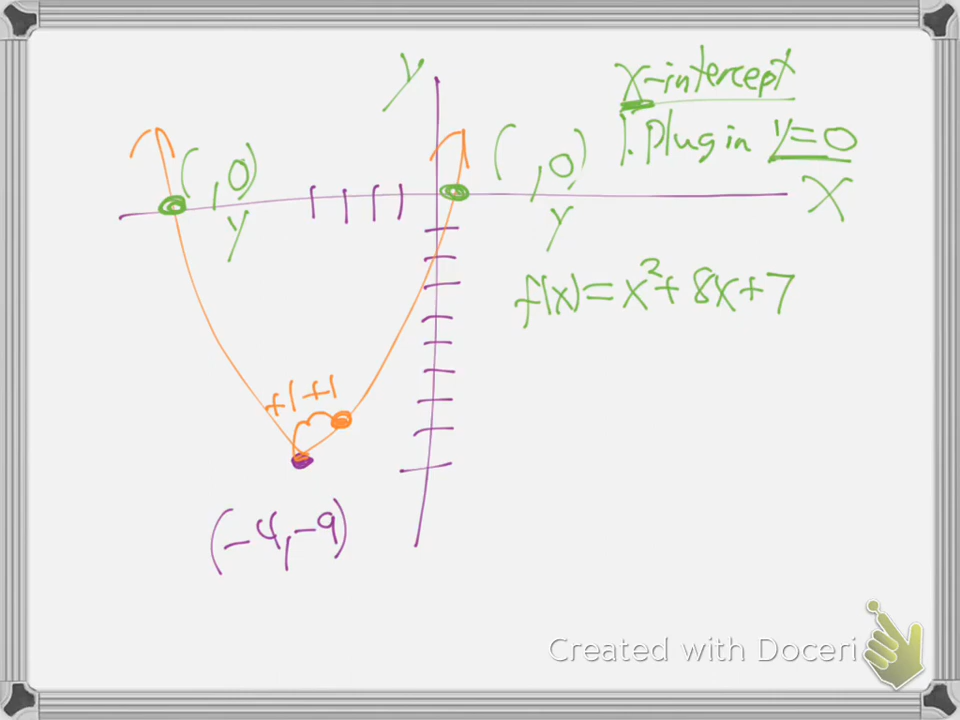 y
x-intercept
1. Plug in y=0
( , 0)
( , 0)
x
y
y
f(x)=x²+8x+7
+1 +1
(-4,-9)
Created with Doceri